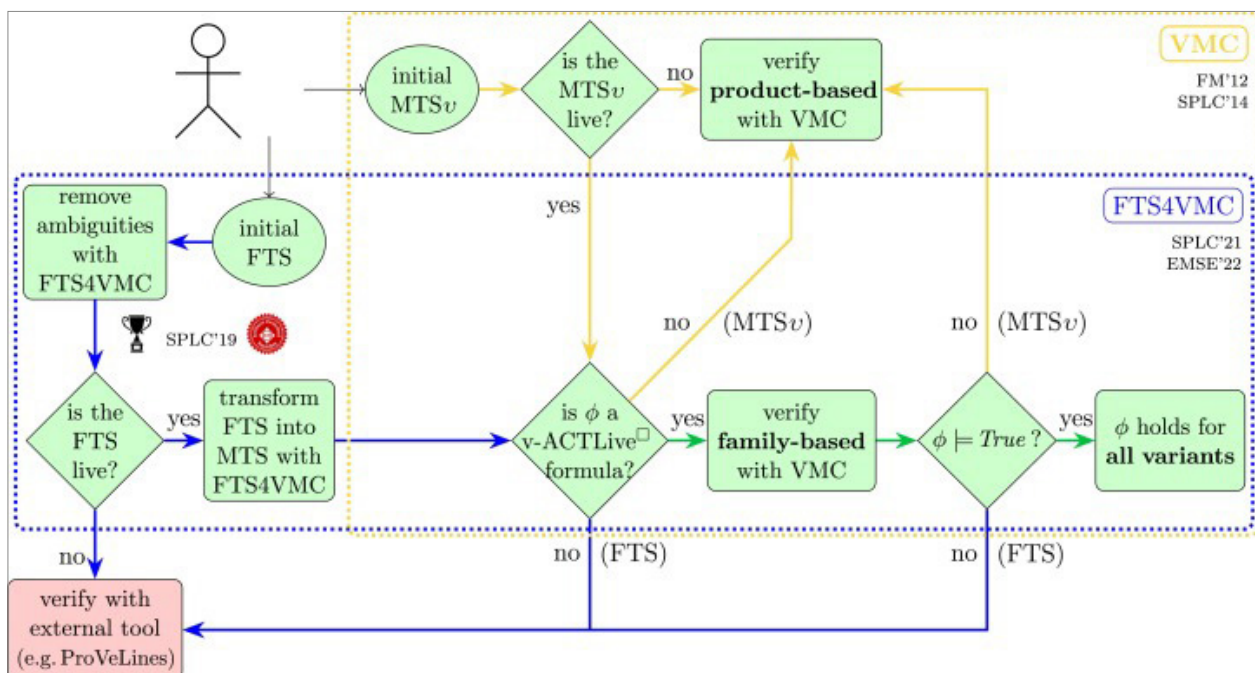 VMC
FM'12
SPLC'14
initial
MTSυ
is the
MTSυ
live?
no
verify
product-based
with VMC
yes
FTS4VMC
SPLC'21
EMSE'22
remove
ambiguities
with
FTS4VMC
initial
FTS
SPLC'19
no
(MTSυ)
no
(MTSυ)
is the
FTS
live?
yes
transform
FTS into
MTS with
FTS4VMC
is ϕ a
v-ACTLive□
formula?
yes
verify
family-based
with VMC
ϕ |= True ?
yes
ϕ holds for
all variants
no
no
(FTS)
no
(FTS)
verify with
external tool
(e.g. ProVeLines)